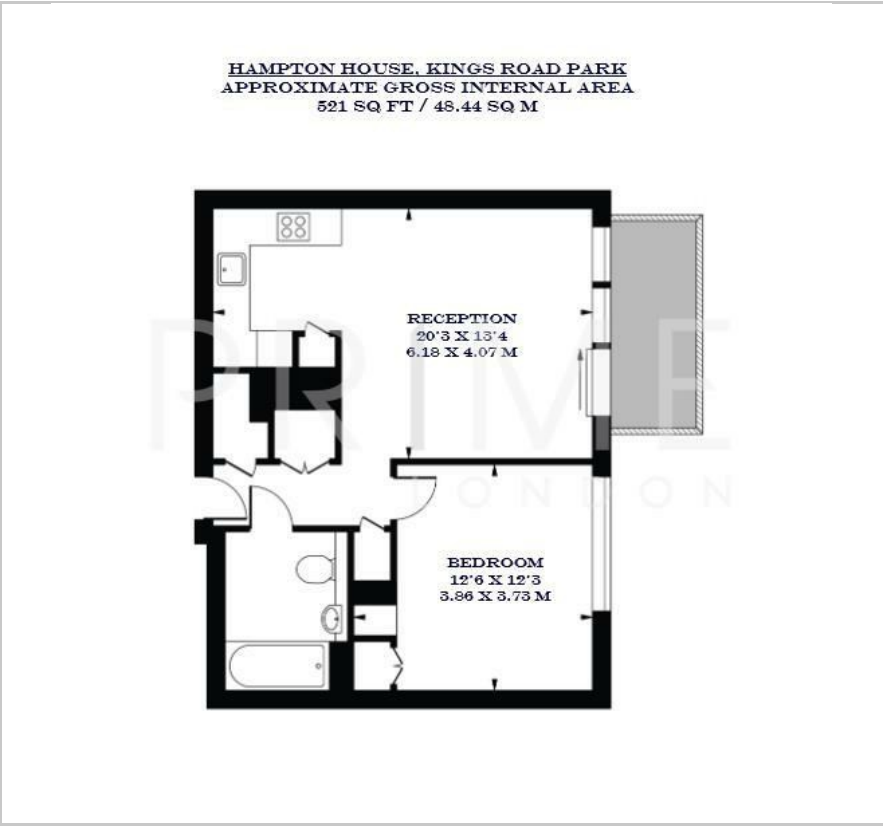 HAMPTON HOUSE, KINGS ROAD PARK
APPROXIMATE GROSS INTERNAL AREA
521 SQ FT / 48.44 SQ M
RECEPTION
20'3 X 13'4
6.18 X 4.07 M
PRIME
LONDON
BEDROOM
12'6 X 12'3
3.86 X 3.73 M